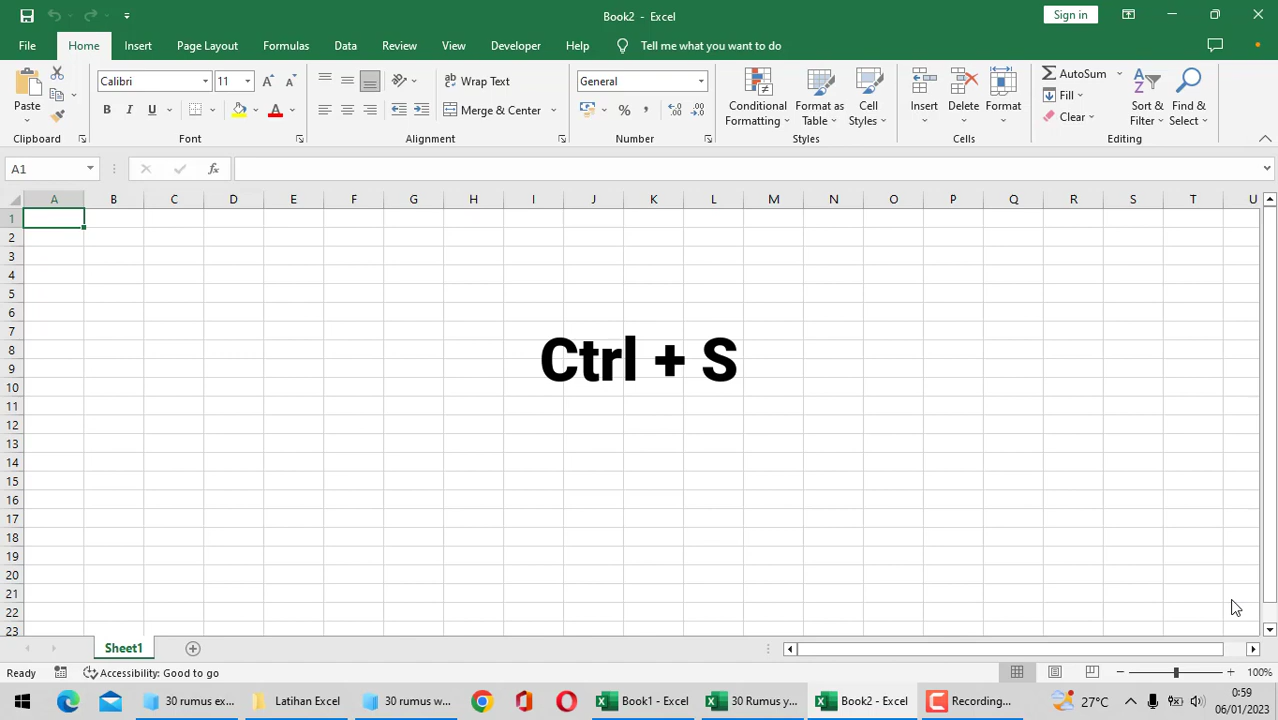 Book2 - Excel
Sign in
File Home Insert Page Layout Formulas Data Review View Developer Help Tell me what you want to do
Paste
Calibri 11
B I U
Wrap Text
Merge & Center
General
% ,
Conditional Formatting
Format as Table
Cell Styles
Insert Delete Format
AutoSum
Fill
Clear
Sort & Filter
Find & Select
Clipboard Font Alignment Number Styles Cells Editing
A1 fx
A B C D E F G H I J K L M N O P Q R S T U
1
2
3
4
5
6
7
8
Ctrl + S
9
10
11
12
13
14
15
16
17
18
19
20
21
22
23
Sheet1
Ready Accessibility: Good to go 100%
30 rumus ex... Latihan Excel 30 rumus w... Book1 - Excel 30 Rumus y... Book2 - Excel Recording... 27°C 0:59
06/01/2023